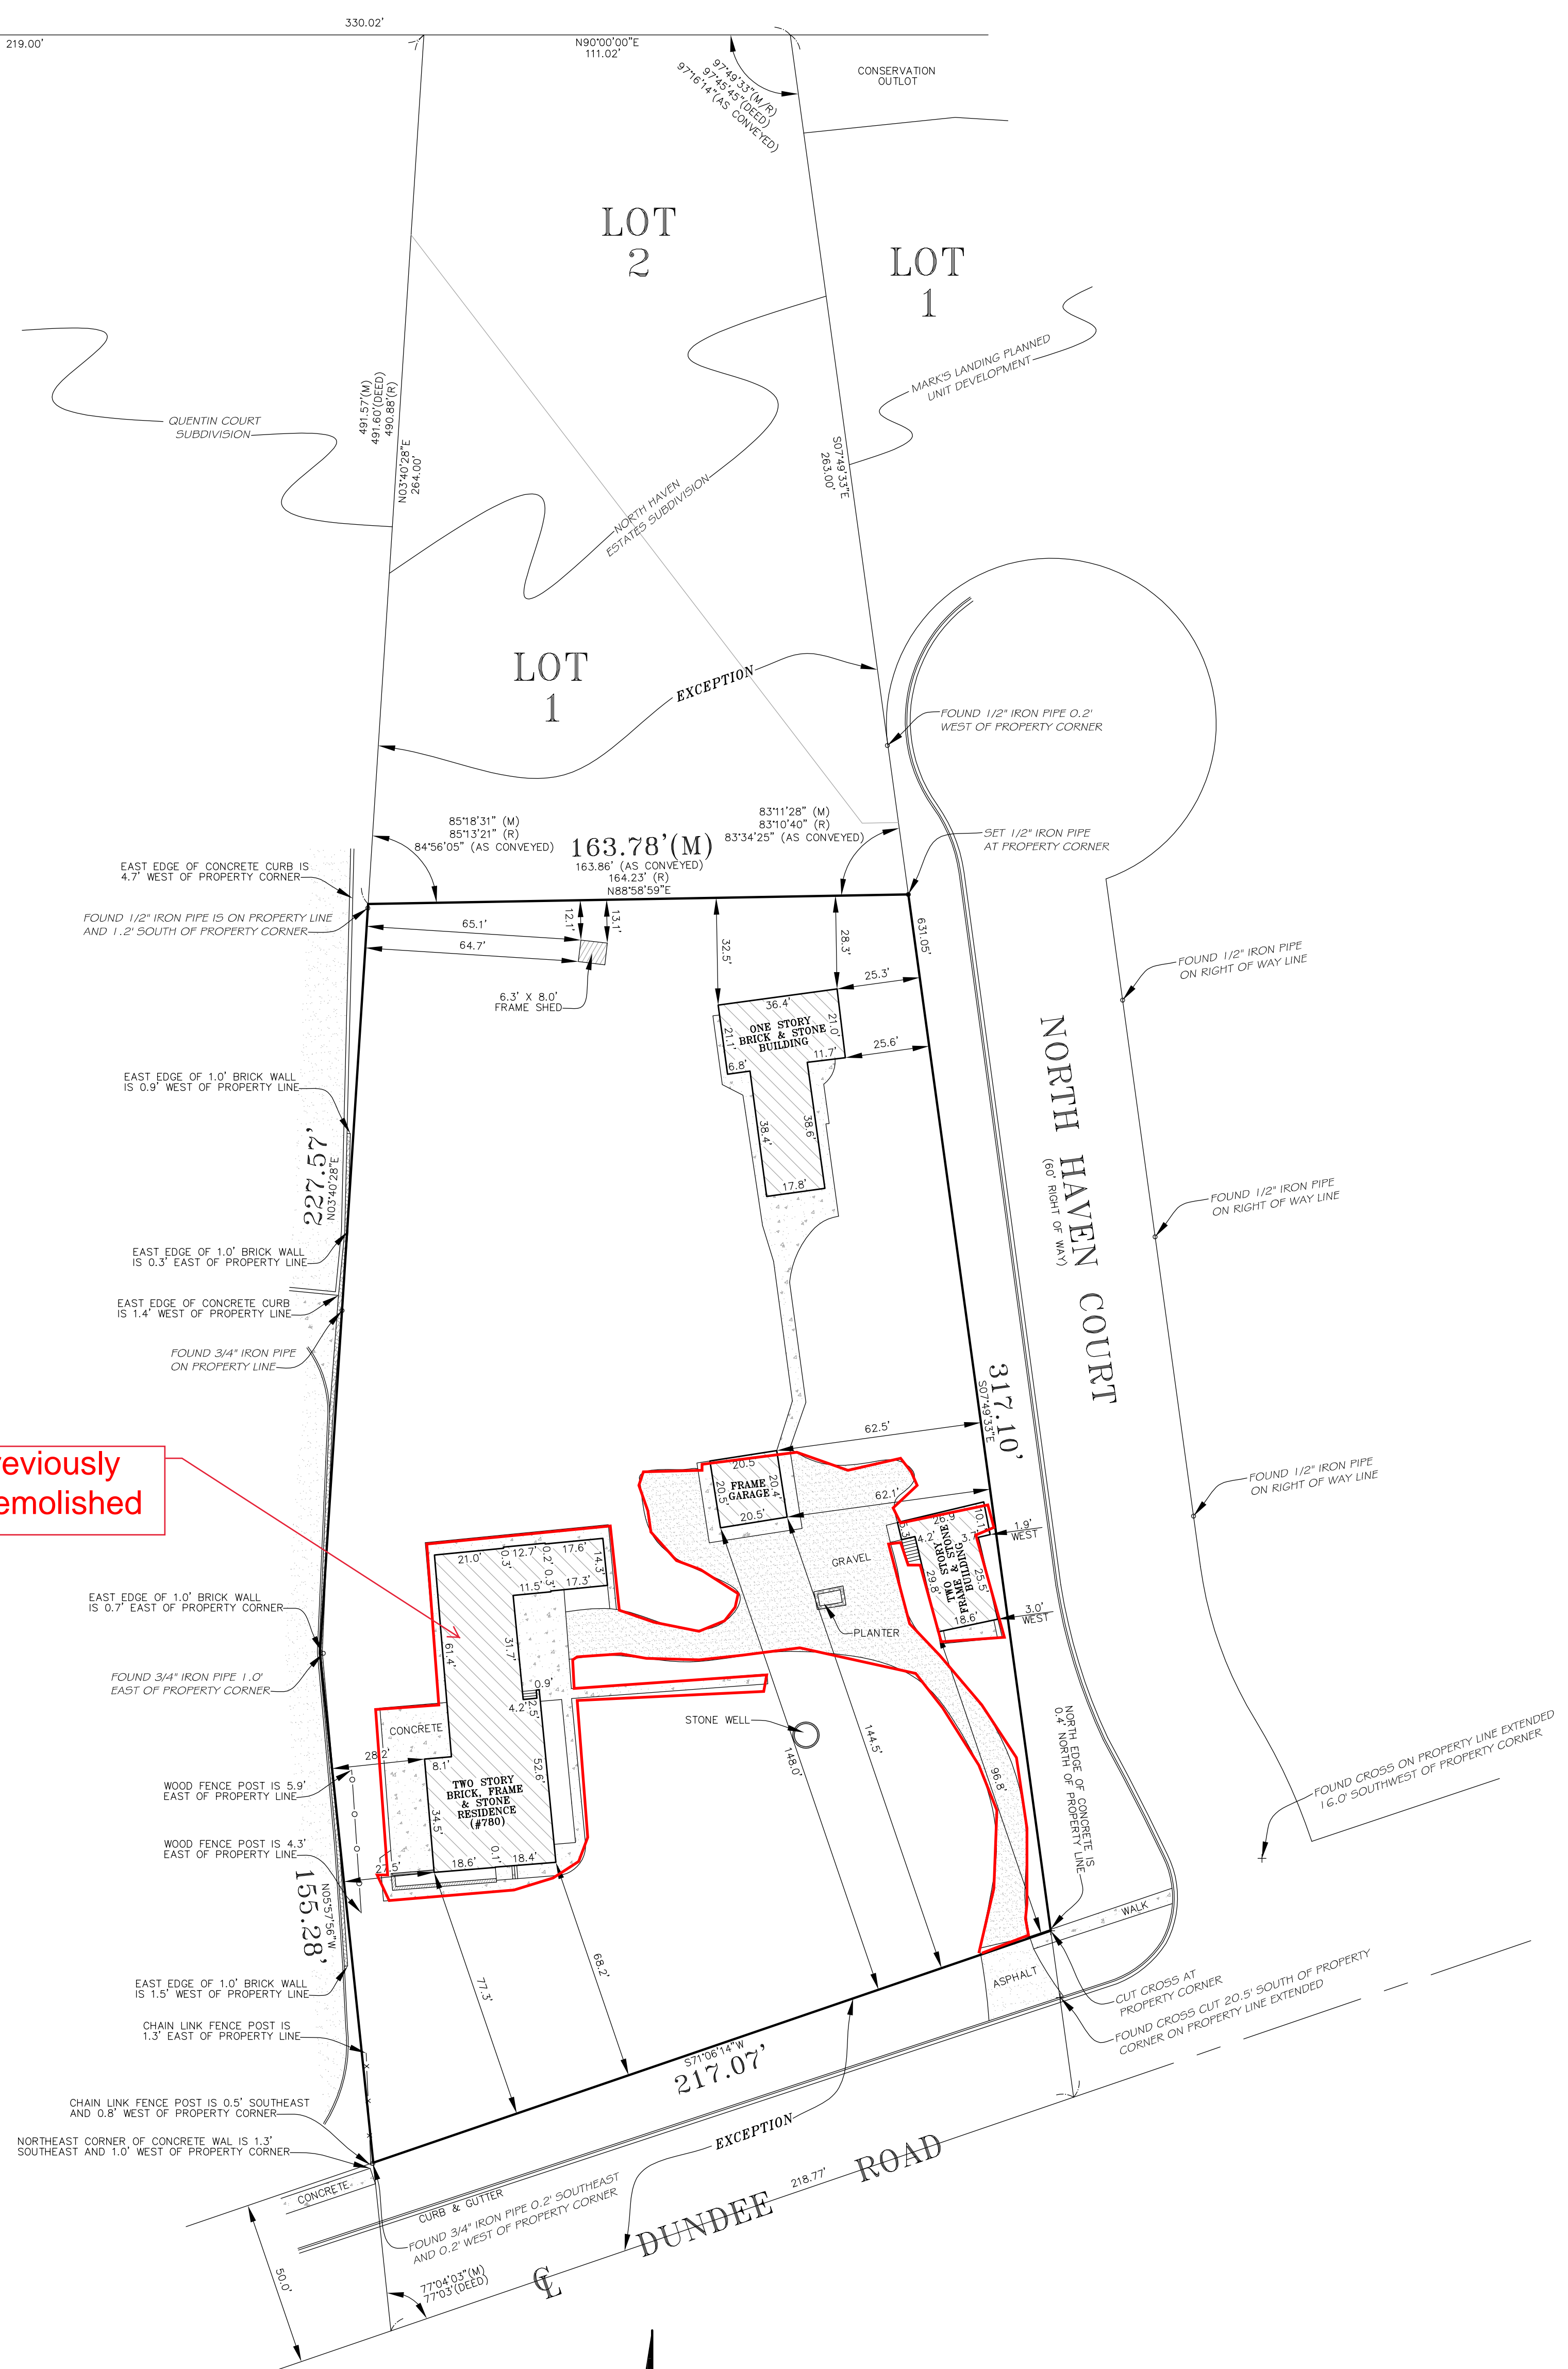 330.02'
219.00'
N90°00'00"E
111.02'
97°49'33"(M/R)
97°45'45"(DEED)
97°16'14"(AS CONVEYED)
CONSERVATION
OUTLOT
LOT
2
LOT
1
MARK'S LANDING PLANNED
UNIT DEVELOPMENT
QUENTIN COURT
SUBDIVISION
491.57'(M)
491.60'(DEED)
490.88'(R)
N03°40'28"E
264.00'
S07°49'33"E
263.00'
NORTH HAVEN
ESTATES SUBDIVISION
LOT
1
EXCEPTION
FOUND 1/2" IRON PIPE 0.2'
WEST OF PROPERTY CORNER
85°18'31" (M)
85°13'21" (R)
84°56'05" (AS CONVEYED)
163.78'(M)
163.86' (AS CONVEYED)
164.23' (R)
N88°58'59"E
83°11'28" (M)
83°10'40" (R)
83°34'25" (AS CONVEYED)
SET 1/2" IRON PIPE
AT PROPERTY CORNER
EAST EDGE OF CONCRETE CURB IS
4.7' WEST OF PROPERTY CORNER
FOUND 1/2" IRON PIPE IS ON PROPERTY LINE
AND 1.2' SOUTH OF PROPERTY CORNER
65.1'
64.7'
12.1'
13.1'
32.5'
28.3'
631.05'
25.3'
6.3' X 8.0'
FRAME SHED
FOUND 1/2" IRON PIPE
ON RIGHT OF WAY LINE
36.4'
21.1'
ONE STORY
BRICK & STONE
BUILDING
21.0'
11.7'
6.8'
25.6'
38.4'
38.6'
17.8'
EAST EDGE OF 1.0' BRICK WALL
IS 0.9' WEST OF PROPERTY LINE
227.57'
N03°40'28"E
NORTH HAVEN COURT
(60' RIGHT OF WAY)
FOUND 1/2" IRON PIPE
ON RIGHT OF WAY LINE
EAST EDGE OF 1.0' BRICK WALL
IS 0.3' EAST OF PROPERTY LINE
EAST EDGE OF CONCRETE CURB
IS 1.4' WEST OF PROPERTY LINE
FOUND 3/4" IRON PIPE
ON PROPERTY LINE
317.10'
S07°49'33"E
62.5'
eviously
emolished
20.5'
20.5'
FRAME
GARAGE
20.4'
20.5'
62.1'
FOUND 1/2" IRON PIPE
ON RIGHT OF WAY LINE
GRAVEL
26.9'
10.1'
4.2'
3.7'
TWO STORY
FRAME & STONE
BUILDING
29.8'
25.5'
18.6'
1.9'
WEST
3.0'
WEST
21.0'
0.3'
12.7'
0.2'
17.6'
14.3'
0.3'
11.5'
17.3'
61.4'
31.7'
0.9'
4.2'
2.5'
PLANTER
EAST EDGE OF 1.0' BRICK WALL
IS 0.7' EAST OF PROPERTY CORNER
FOUND 3/4" IRON PIPE 1.0'
EAST OF PROPERTY CORNER
CONCRETE
28.2'
8.1'
52.6'
STONE WELL
148.0'
144.5'
96.8'
NORTH EDGE OF CONCRETE IS
0.4' NORTH OF PROPERTY LINE
FOUND CROSS ON PROPERTY LINE EXTENDED
16.0' SOUTHWEST OF PROPERTY CORNER
WOOD FENCE POST IS 5.9'
EAST OF PROPERTY LINE
TWO STORY
BRICK, FRAME
& STONE
RESIDENCE
(#780)
34.5'
WOOD FENCE POST IS 4.3'
EAST OF PROPERTY LINE
27.5'
18.6'
0.1'
18.4'
N05°57'56"W
155.28'
77.3'
68.2'
WALK
ASPHALT
EAST EDGE OF 1.0' BRICK WALL
IS 1.5' WEST OF PROPERTY LINE
CUT CROSS AT
PROPERTY CORNER
FOUND CROSS CUT 20.5' SOUTH OF PROPERTY
CORNER ON PROPERTY LINE EXTENDED
CHAIN LINK FENCE POST IS
1.3' EAST OF PROPERTY LINE
S71°06'14"W
217.07'
CHAIN LINK FENCE POST IS 0.5' SOUTHEAST
AND 0.8' WEST OF PROPERTY CORNER
NORTHEAST CORNER OF CONCRETE WAL IS 1.3'
SOUTHEAST AND 1.0' WEST OF PROPERTY CORNER
EXCEPTION
CONCRETE
CURB & GUTTER
218.77'
DUNDEE ROAD
FOUND 3/4" IRON PIPE 0.2' SOUTHEAST
AND 0.2' WEST OF PROPERTY CORNER
50.0'
77°04'03"(M)
77°03'(DEED)
CL